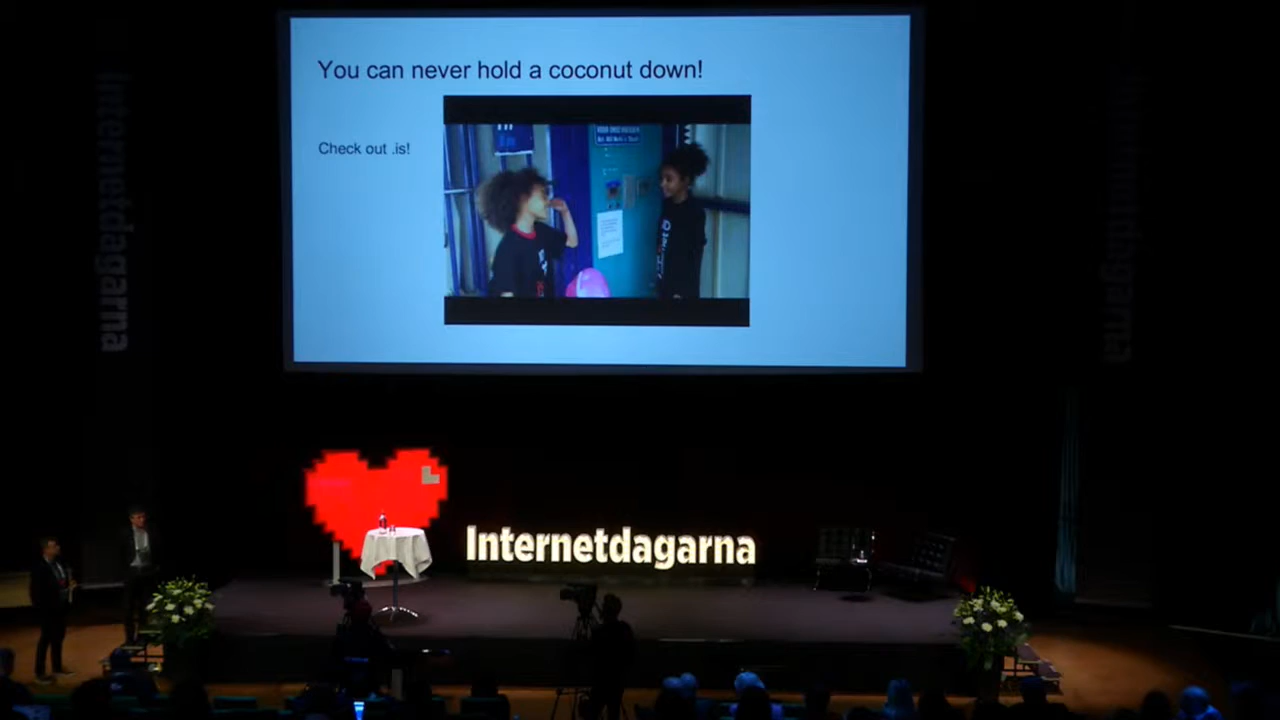 You can never hold a coconut down!
Check out .is!
Internetdagarna
Internetdagarna
Internetdagarna